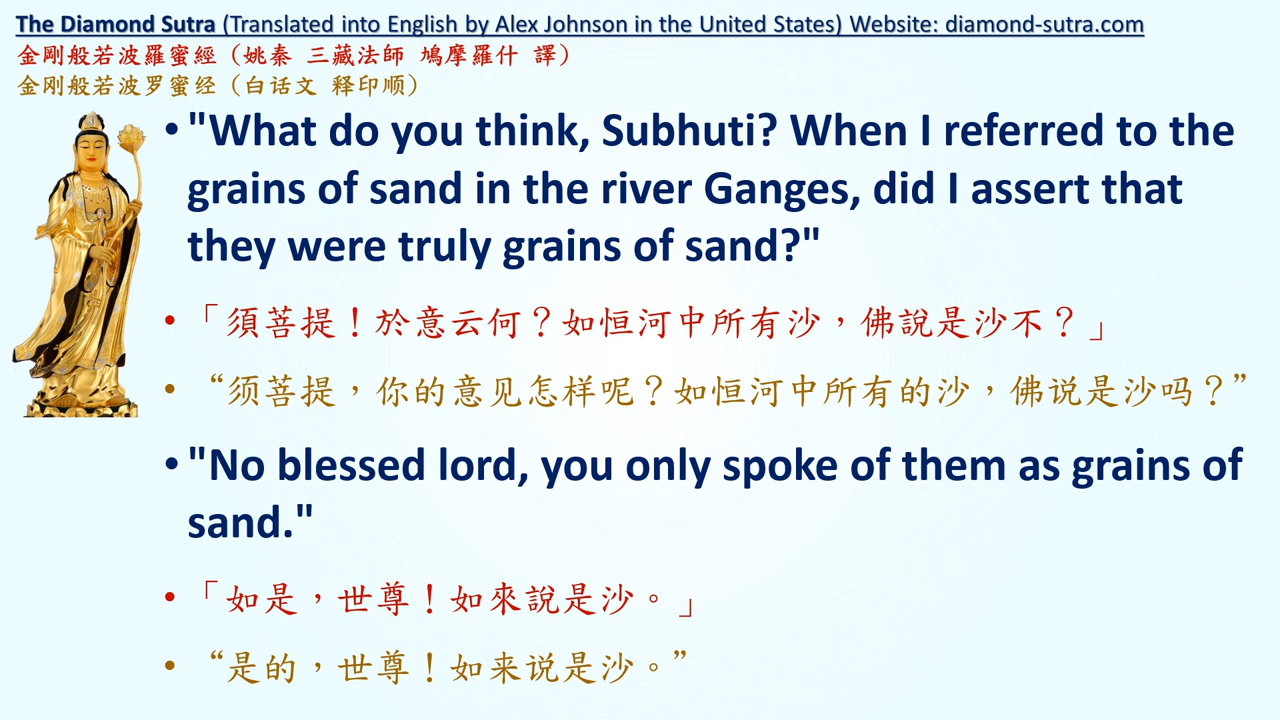 The Diamond Sutra (Translated into English by Alex Johnson in the United States) Website: diamond-sutra.com
金剛般若波羅蜜經（姚秦 三藏法師 鳩摩羅什 譯）
金刚般若波罗蜜经（白话文 释印顺）
• "What do you think, Subhuti? When I referred to the
grains of sand in the river Ganges, did I assert that
they were truly grains of sand?"
• 「須菩提！於意云何？如恒河中所有沙，佛說是沙不？」
• “须菩提，你的意见怎样呢？如恒河中所有的沙，佛说是沙吗？”
• "No blessed lord, you only spoke of them as grains of
sand."
• 「如是，世尊！如來說是沙。」
• “是的，世尊！如来说是沙。”